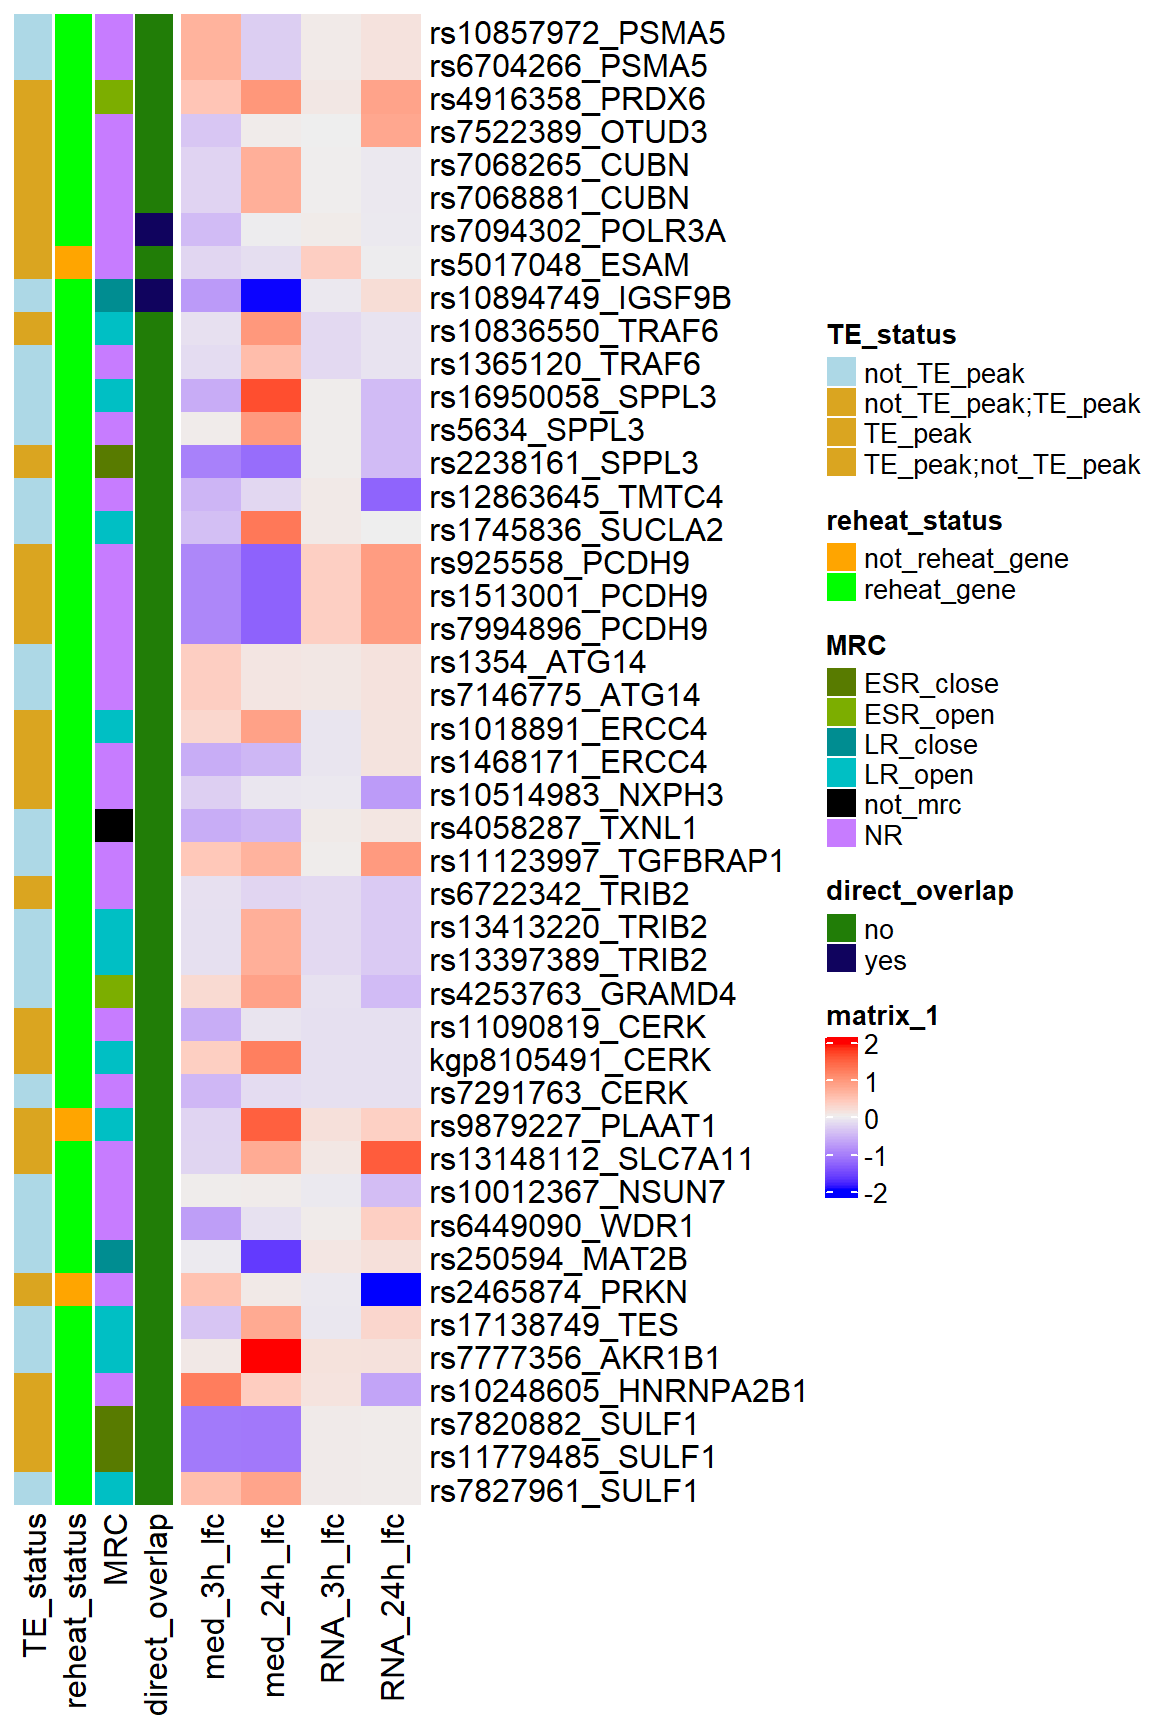 rs10857972_PSMA5
rs6704266_PSMA5
rs4916358_PRDX6
rs7522389_OTUD3
rs7068265_CUBN
rs7068881_CUBN
rs7094302_POLR3A
rs5017048_ESAM
rs10894749_IGSF9B
rs10836550_TRAF6
rs1365120_TRAF6
rs16950058_SPPL3
rs5634_SPPL3
rs2238161_SPPL3
rs12863645_TMTC4
rs1745836_SUCLA2
rs925558_PCDH9
rs1513001_PCDH9
rs7994896_PCDH9
rs1354_ATG14
rs7146775_ATG14
rs1018891_ERCC4
rs1468171_ERCC4
rs10514983_NXPH3
rs4058287_TXNL1
rs11123997_TGFBRAP1
rs6722342_TRIB2
rs13413220_TRIB2
rs13397389_TRIB2
rs4253763_GRAMD4
rs11090819_CERK
kgp8105491_CERK
rs7291763_CERK
rs9879227_PLAAT1
rs13148112_SLC7A11
rs10012367_NSUN7
rs6449090_WDR1
rs250594_MAT2B
rs2465874_PRKN
rs17138749_TES
rs7777356_AKR1B1
rs10248605_HNRNPA2B1
rs7820882_SULF1
rs11779485_SULF1
rs7827961_SULF1
TE_status
reheat_status
MRC
direct_overlap
med_3h_lfc
med_24h_lfc
RNA_3h_lfc
RNA_24h_lfc
TE_status
not_TE_peak
not_TE_peak;TE_peak
TE_peak
TE_peak;not_TE_peak
reheat_status
not_reheat_gene
reheat_gene
MRC
ESR_close
ESR_open
LR_close
LR_open
not_mrc
NR
direct_overlap
no
yes
matrix_1
2
1
0
-1
-2